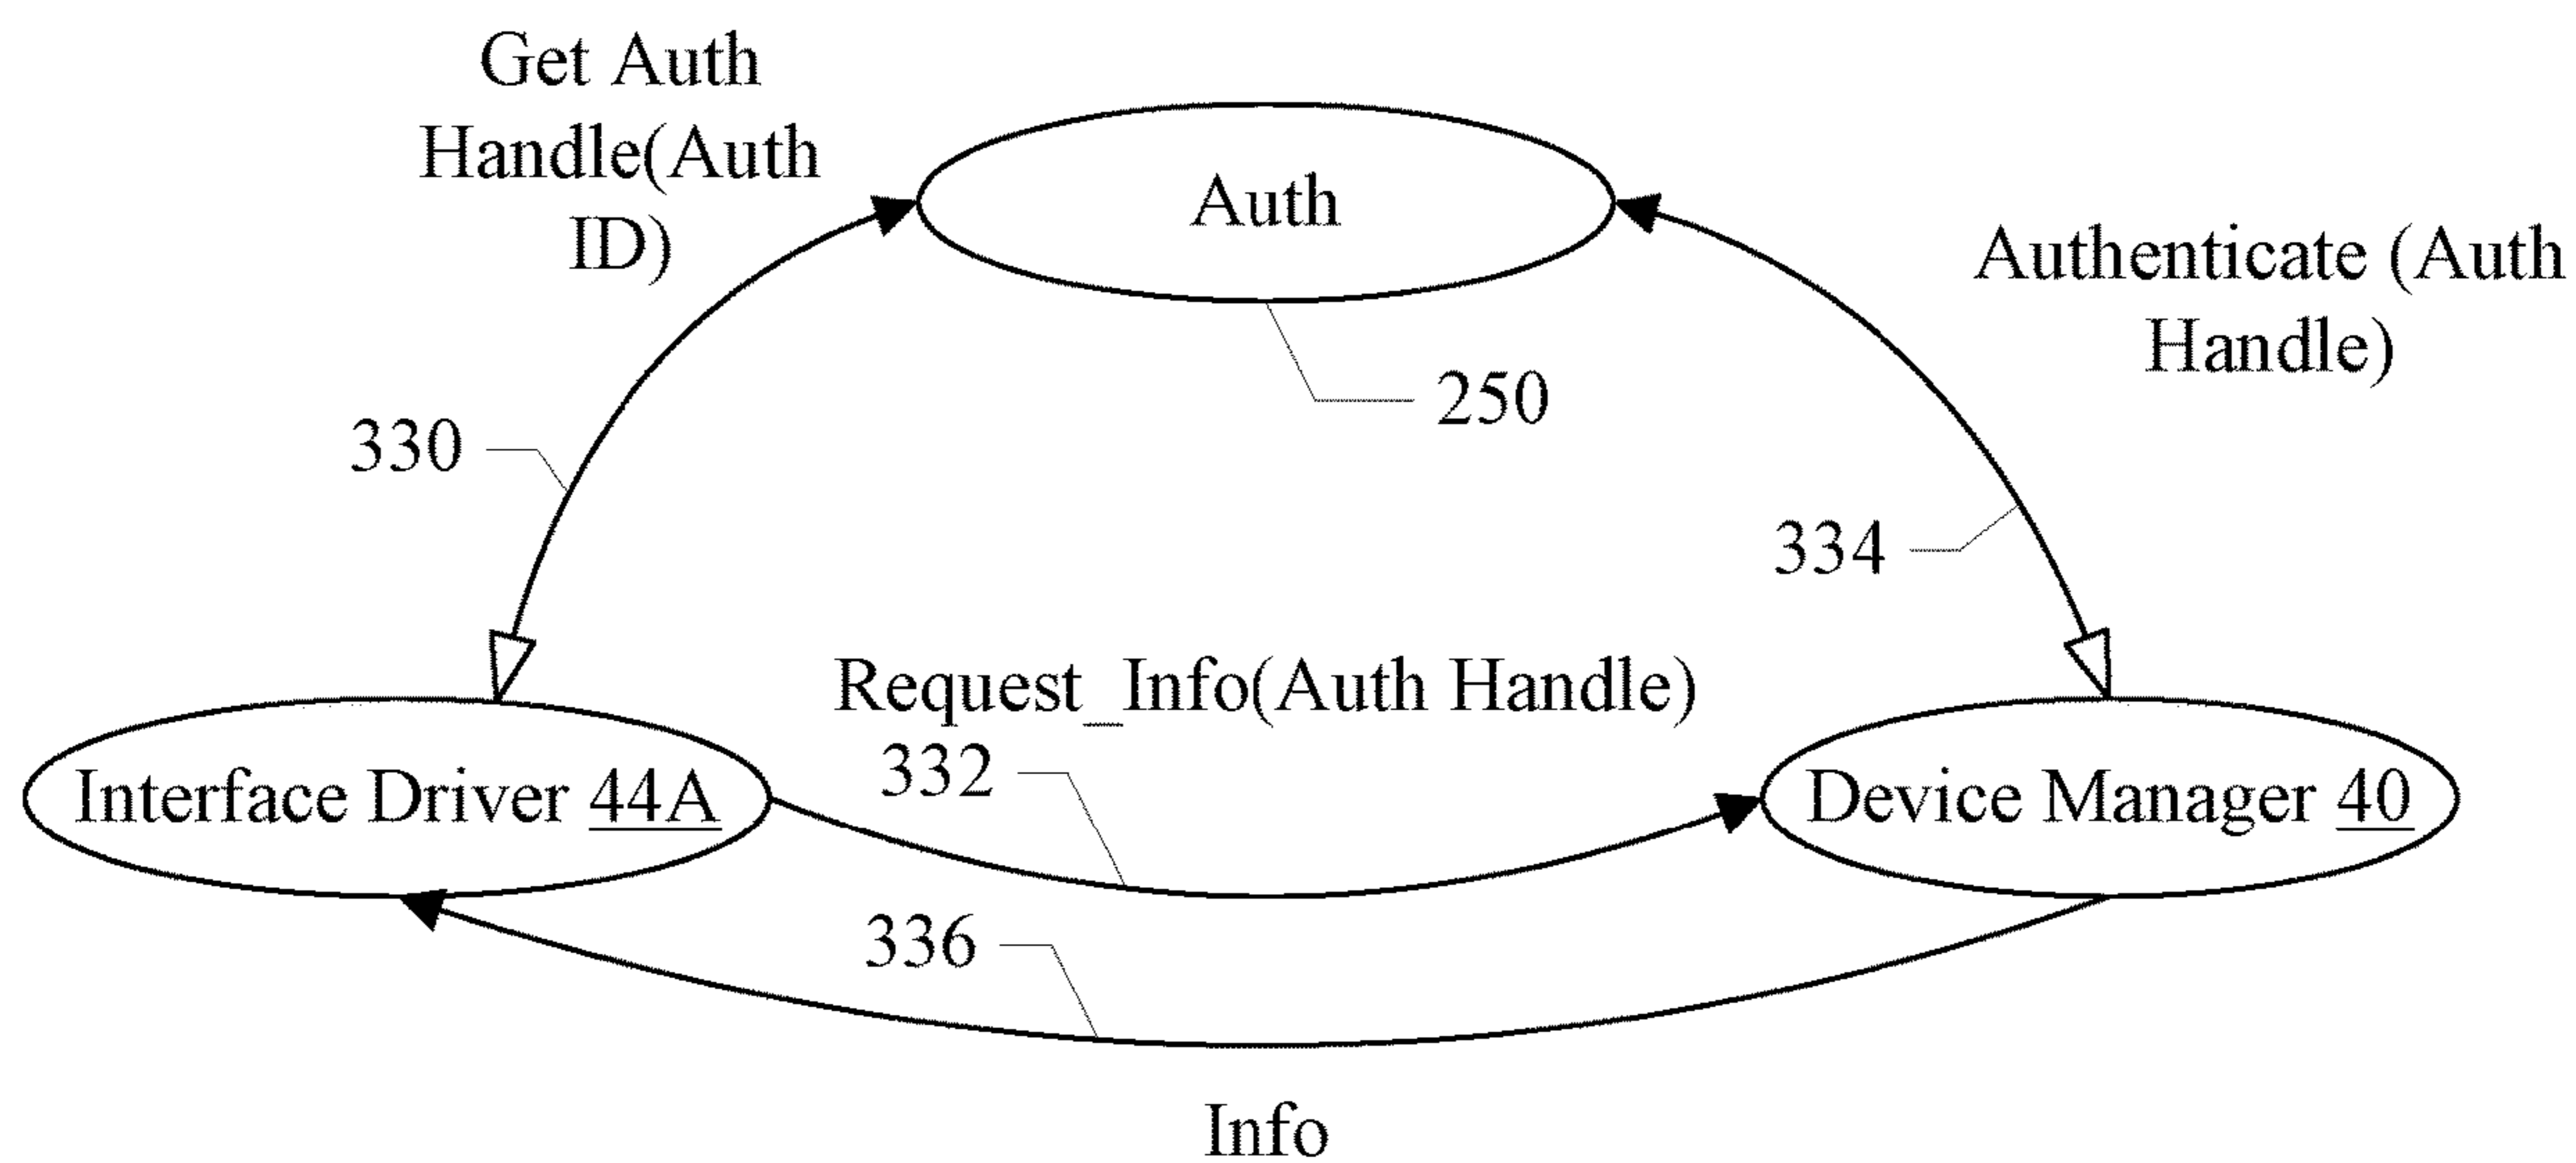 Get Auth
Handle(Auth
ID)
Auth
Authenticate (Auth
Handle)
250
330
334
Request_Info(Auth Handle)
332
Interface Driver 44A
Device Manager 40
336
Info